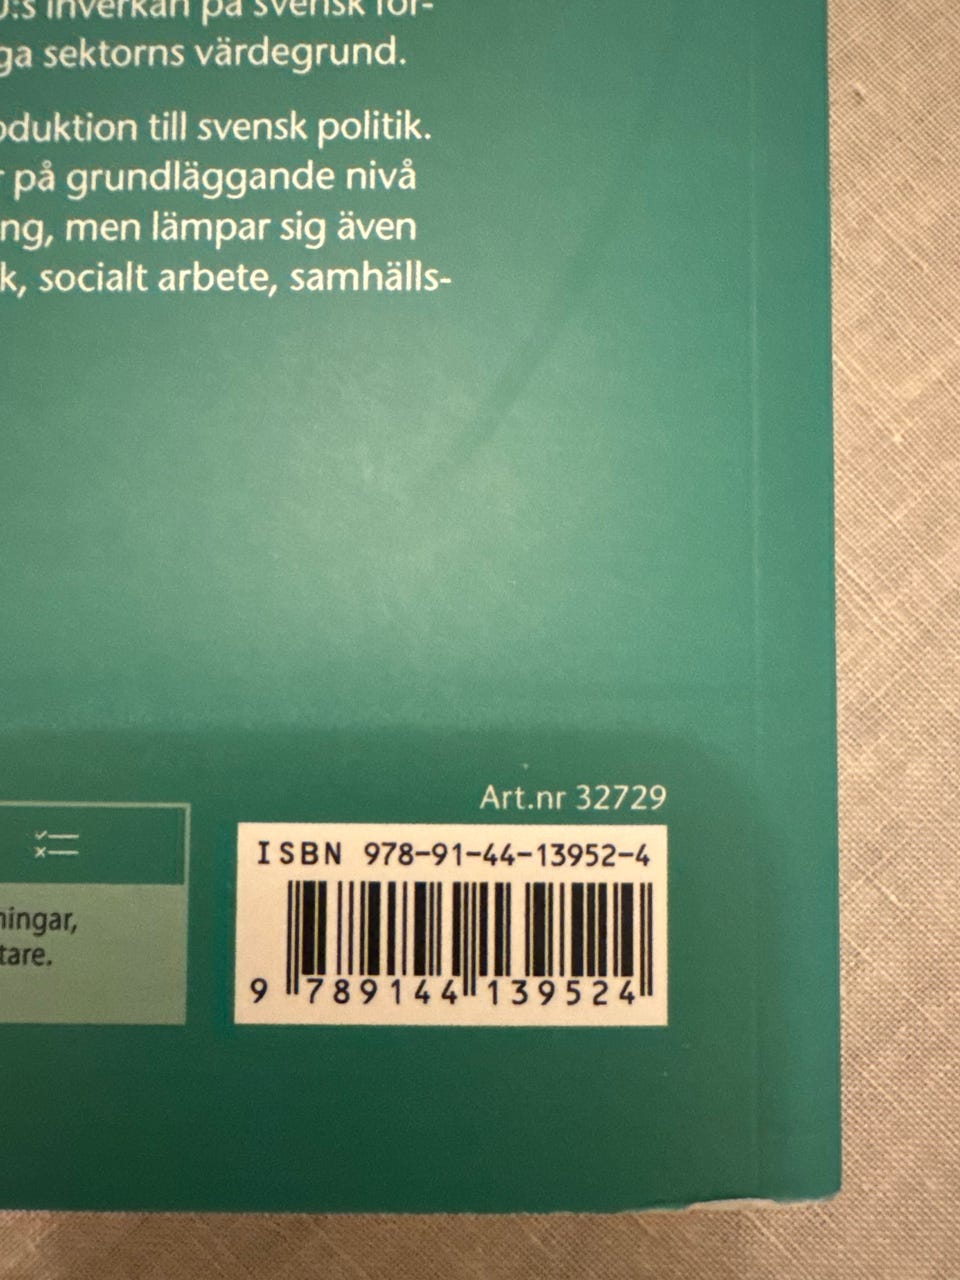 :s inverkan på svensk för-
ga sektorns värdegrund.
oduktion till svensk politik.
r på grundläggande nivå
ng, men lämpar sig även
k, socialt arbete, samhälls-
Art.nr 32729
ISBN 978-91-44-13952-4
9 789144 139524
ningar,
tare.